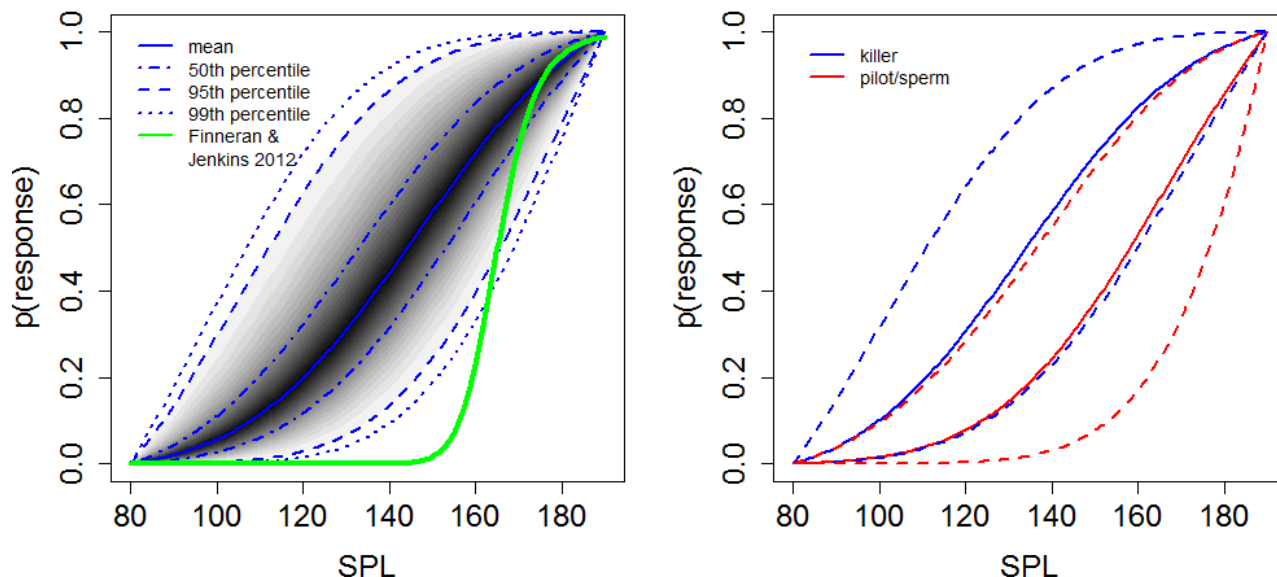 mean
50th percentile
95th percentile
99th percentile
Finneran &
Jenkins 2012
p(response)
1.0
0.8
0.6
0.4
0.2
0.0
80 100 120 140 160 180
SPL
killer
pilot/sperm
p(response)
1.0
0.8
0.6
0.4
0.2
0.0
80 100 120 140 160 180
SPL